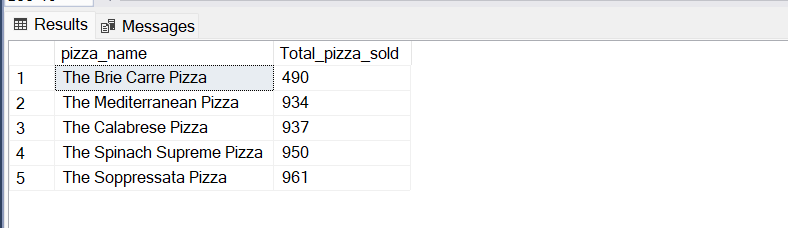 Results Messages
pizza_name Total_pizza_sold
1 The Brie Carre Pizza 490
2 The Mediterranean Pizza 934
3 The Calabrese Pizza 937
4 The Spinach Supreme Pizza 950
5 The Soppressata Pizza 961